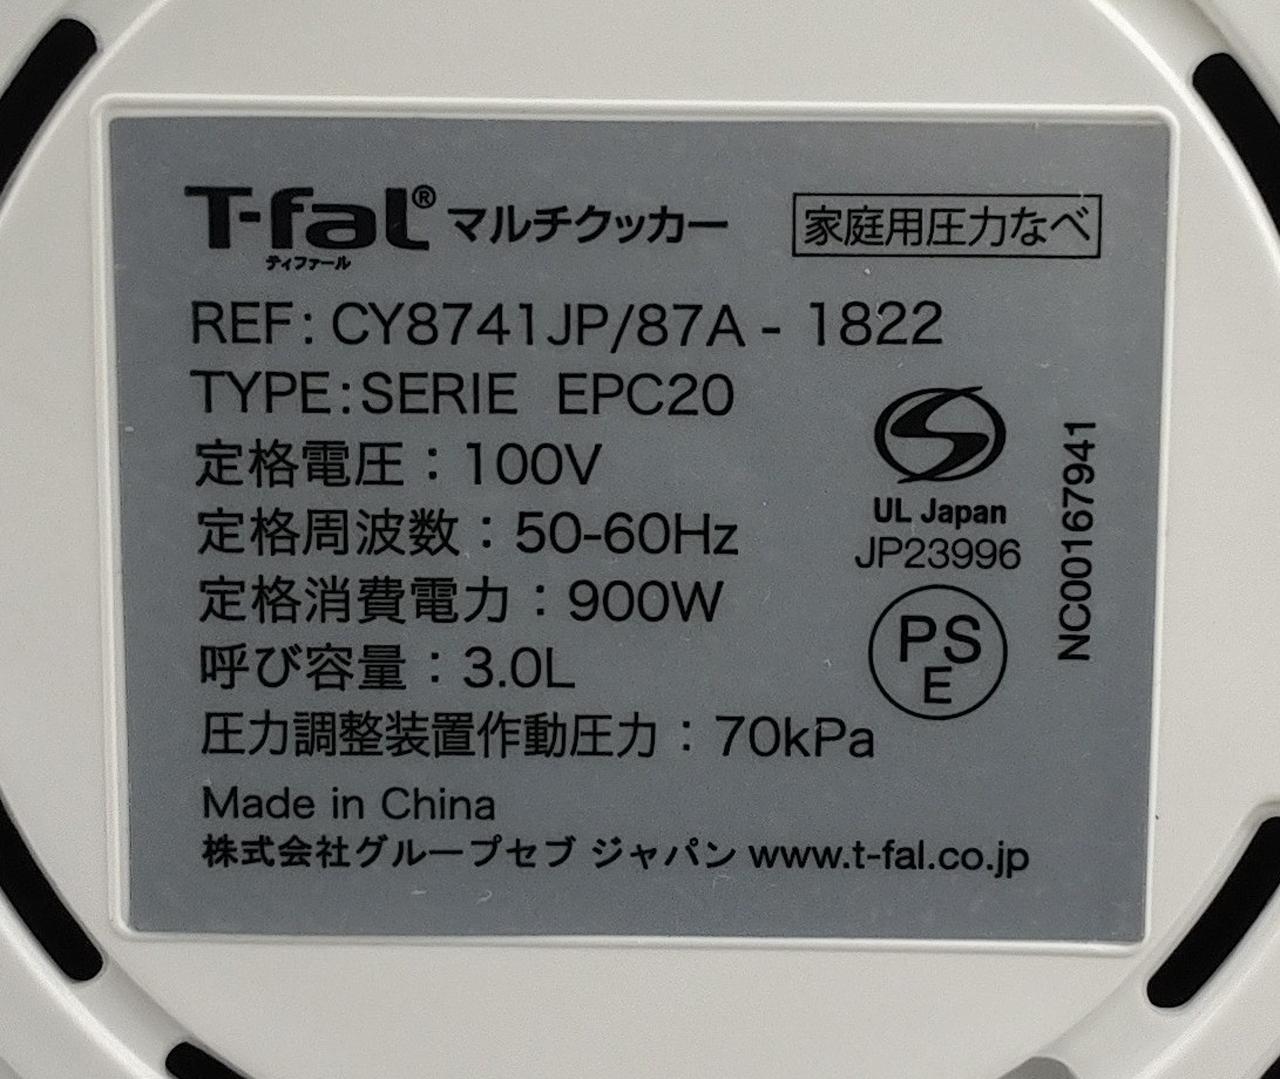 T-fal® マルチクッカー
ティファール
家庭用圧力なべ
REF: CY8741JP/87A - 1822
TYPE:SERIE EPC20
定格電圧：100V
定格周波数：50-60Hz
定格消費電力：900W
呼び容量：3.0L
圧力調整装置作動圧力：70kPa
Made in China
株式会社グループセブ ジャパン www.t-fal.co.jp
S
UL Japan
JP23996
PS
E
NC00167941